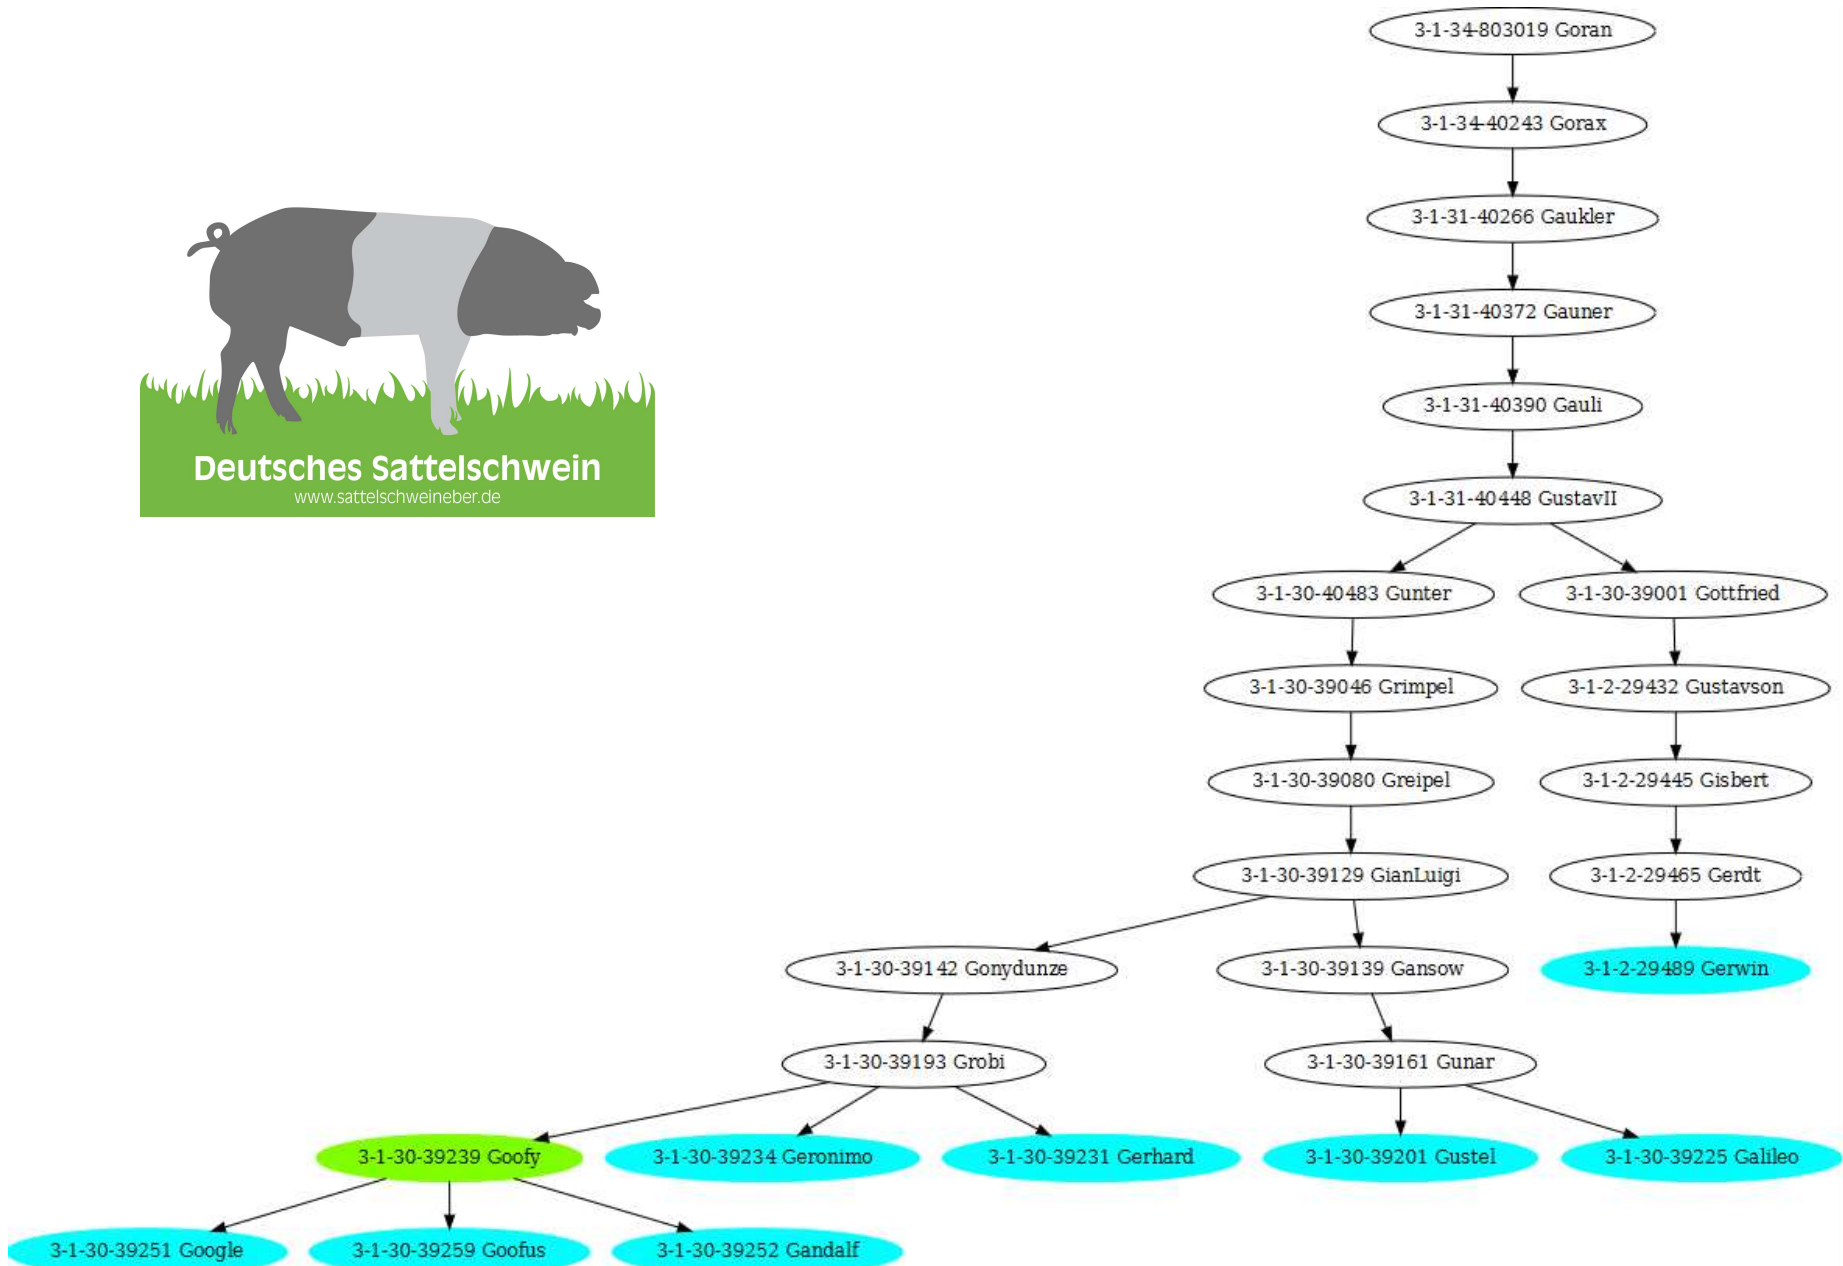 3-1-34-803019 Goran
3-1-34-40243 Gorax
3-1-31-40266 Gaukler
3-1-31-40372 Gauner
3-1-31-40390 Gauli
Deutsches Sattelschwein
www.sattelschweineber.de
3-1-31-40448 GustavII
3-1-30-40483 Gunter
3-1-30-39001 Gottfried
3-1-30-39046 Grimpel
3-1-2-29432 Gustavson
3-1-30-39080 Greipel
3-1-2-29445 Gisbert
3-1-30-39129 GianLuigi
3-1-2-29465 Gerdt
3-1-30-39142 Gonydunze
3-1-30-39139 Gansow
3-1-2-29489 Gerwin
3-1-30-39193 Grobi
3-1-30-39161 Gunar
3-1-30-39239 Goofy
3-1-30-39234 Geronimo
3-1-30-39231 Gerhard
3-1-30-39201 Gustel
3-1-30-39225 Galileo
3-1-30-39251 Google
3-1-30-39259 Goofus
3-1-30-39252 Gandalf